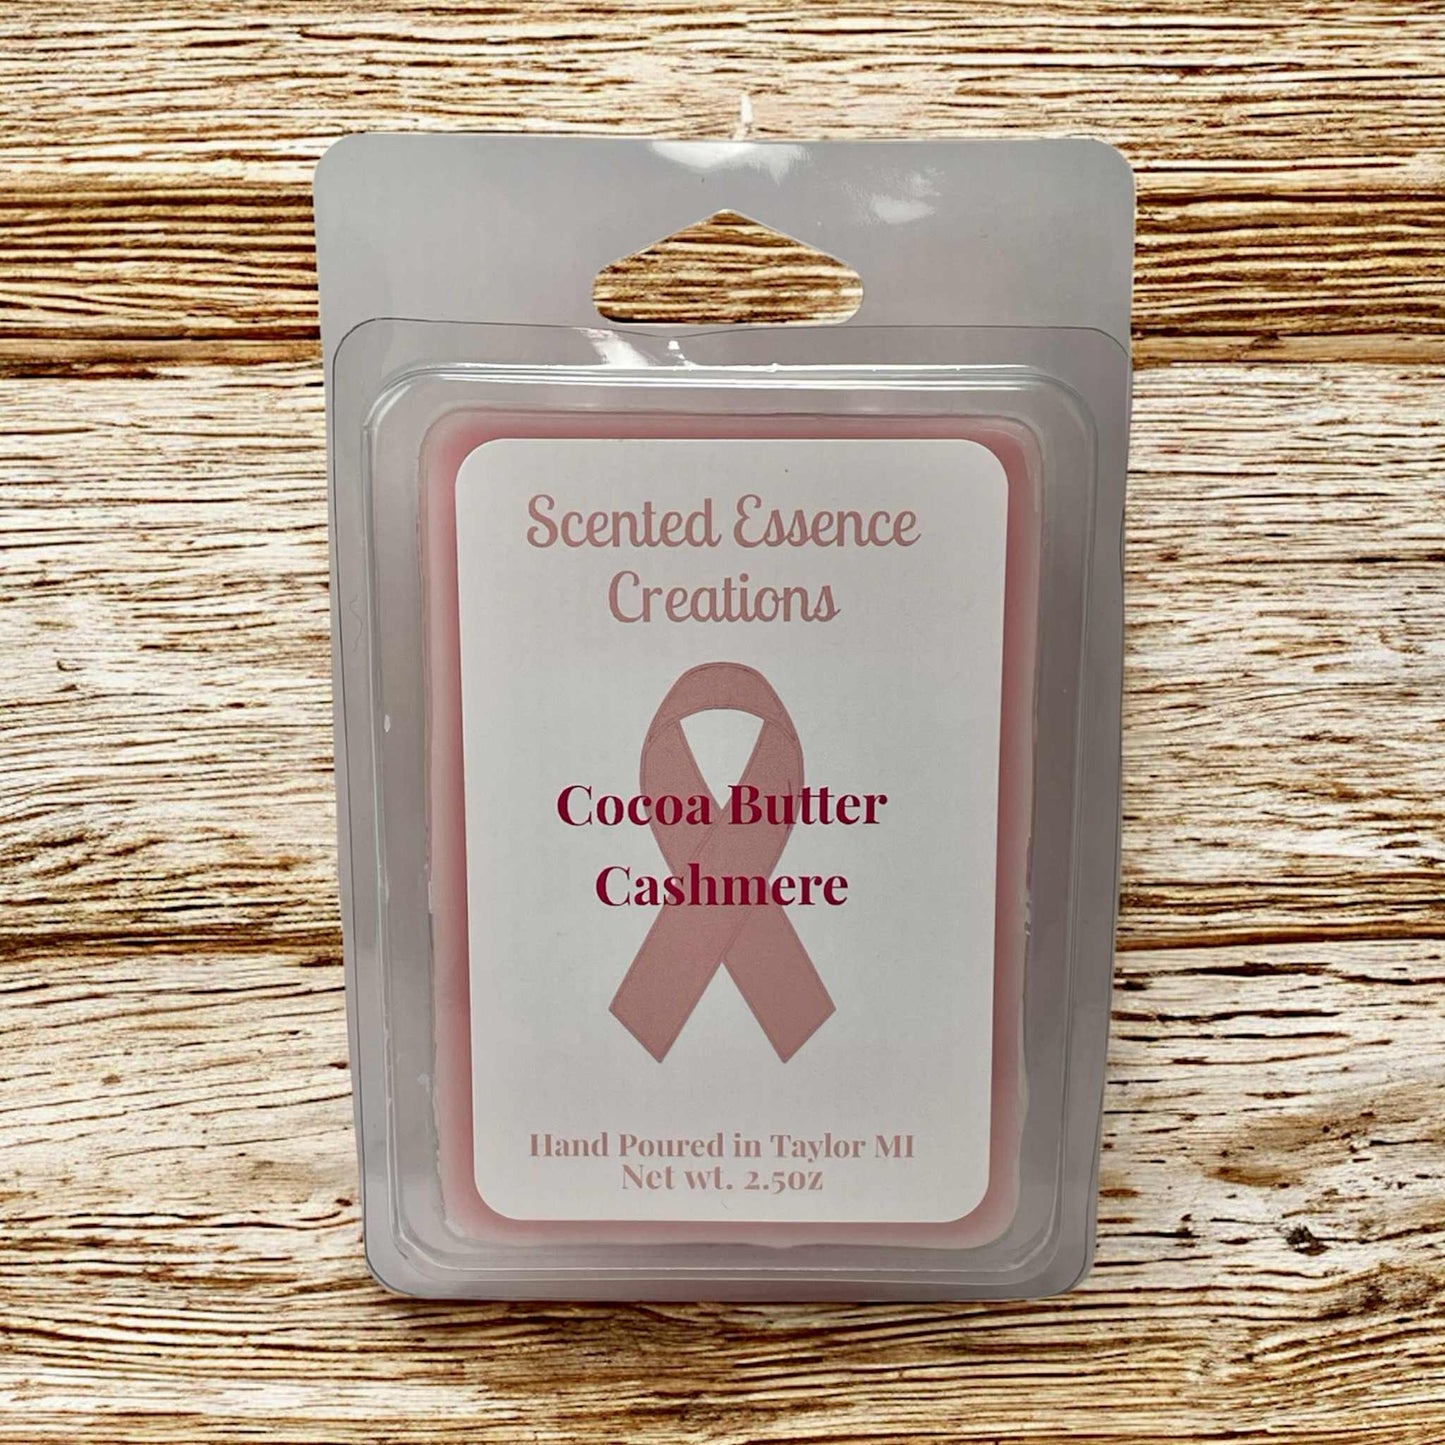 Scented Essence
Creations
Cocoa Butter
Cashmere
Hand Poured in Taylor MI
Net wt. 2.5oz